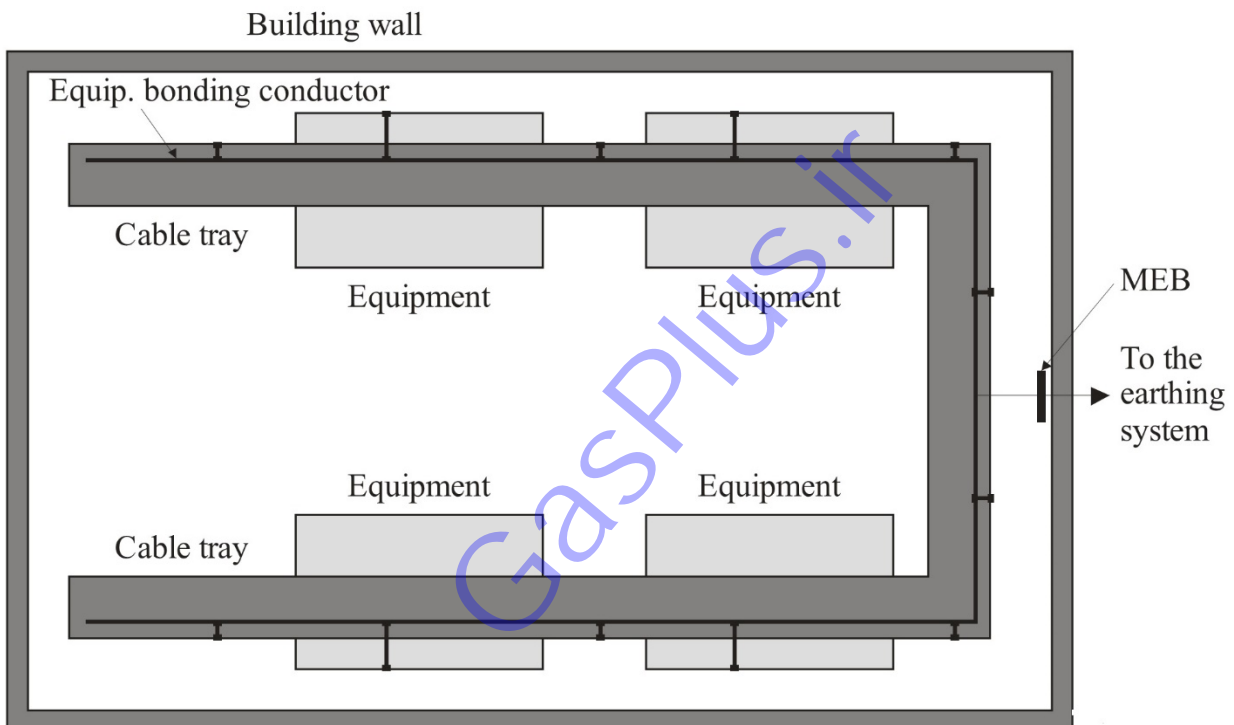 Building wall
Equip. bonding conductor
Cable tray
Equipment
Equipment
MEB
To the
earthing
system
Equipment
Equipment
Cable tray
GasPlus.ir